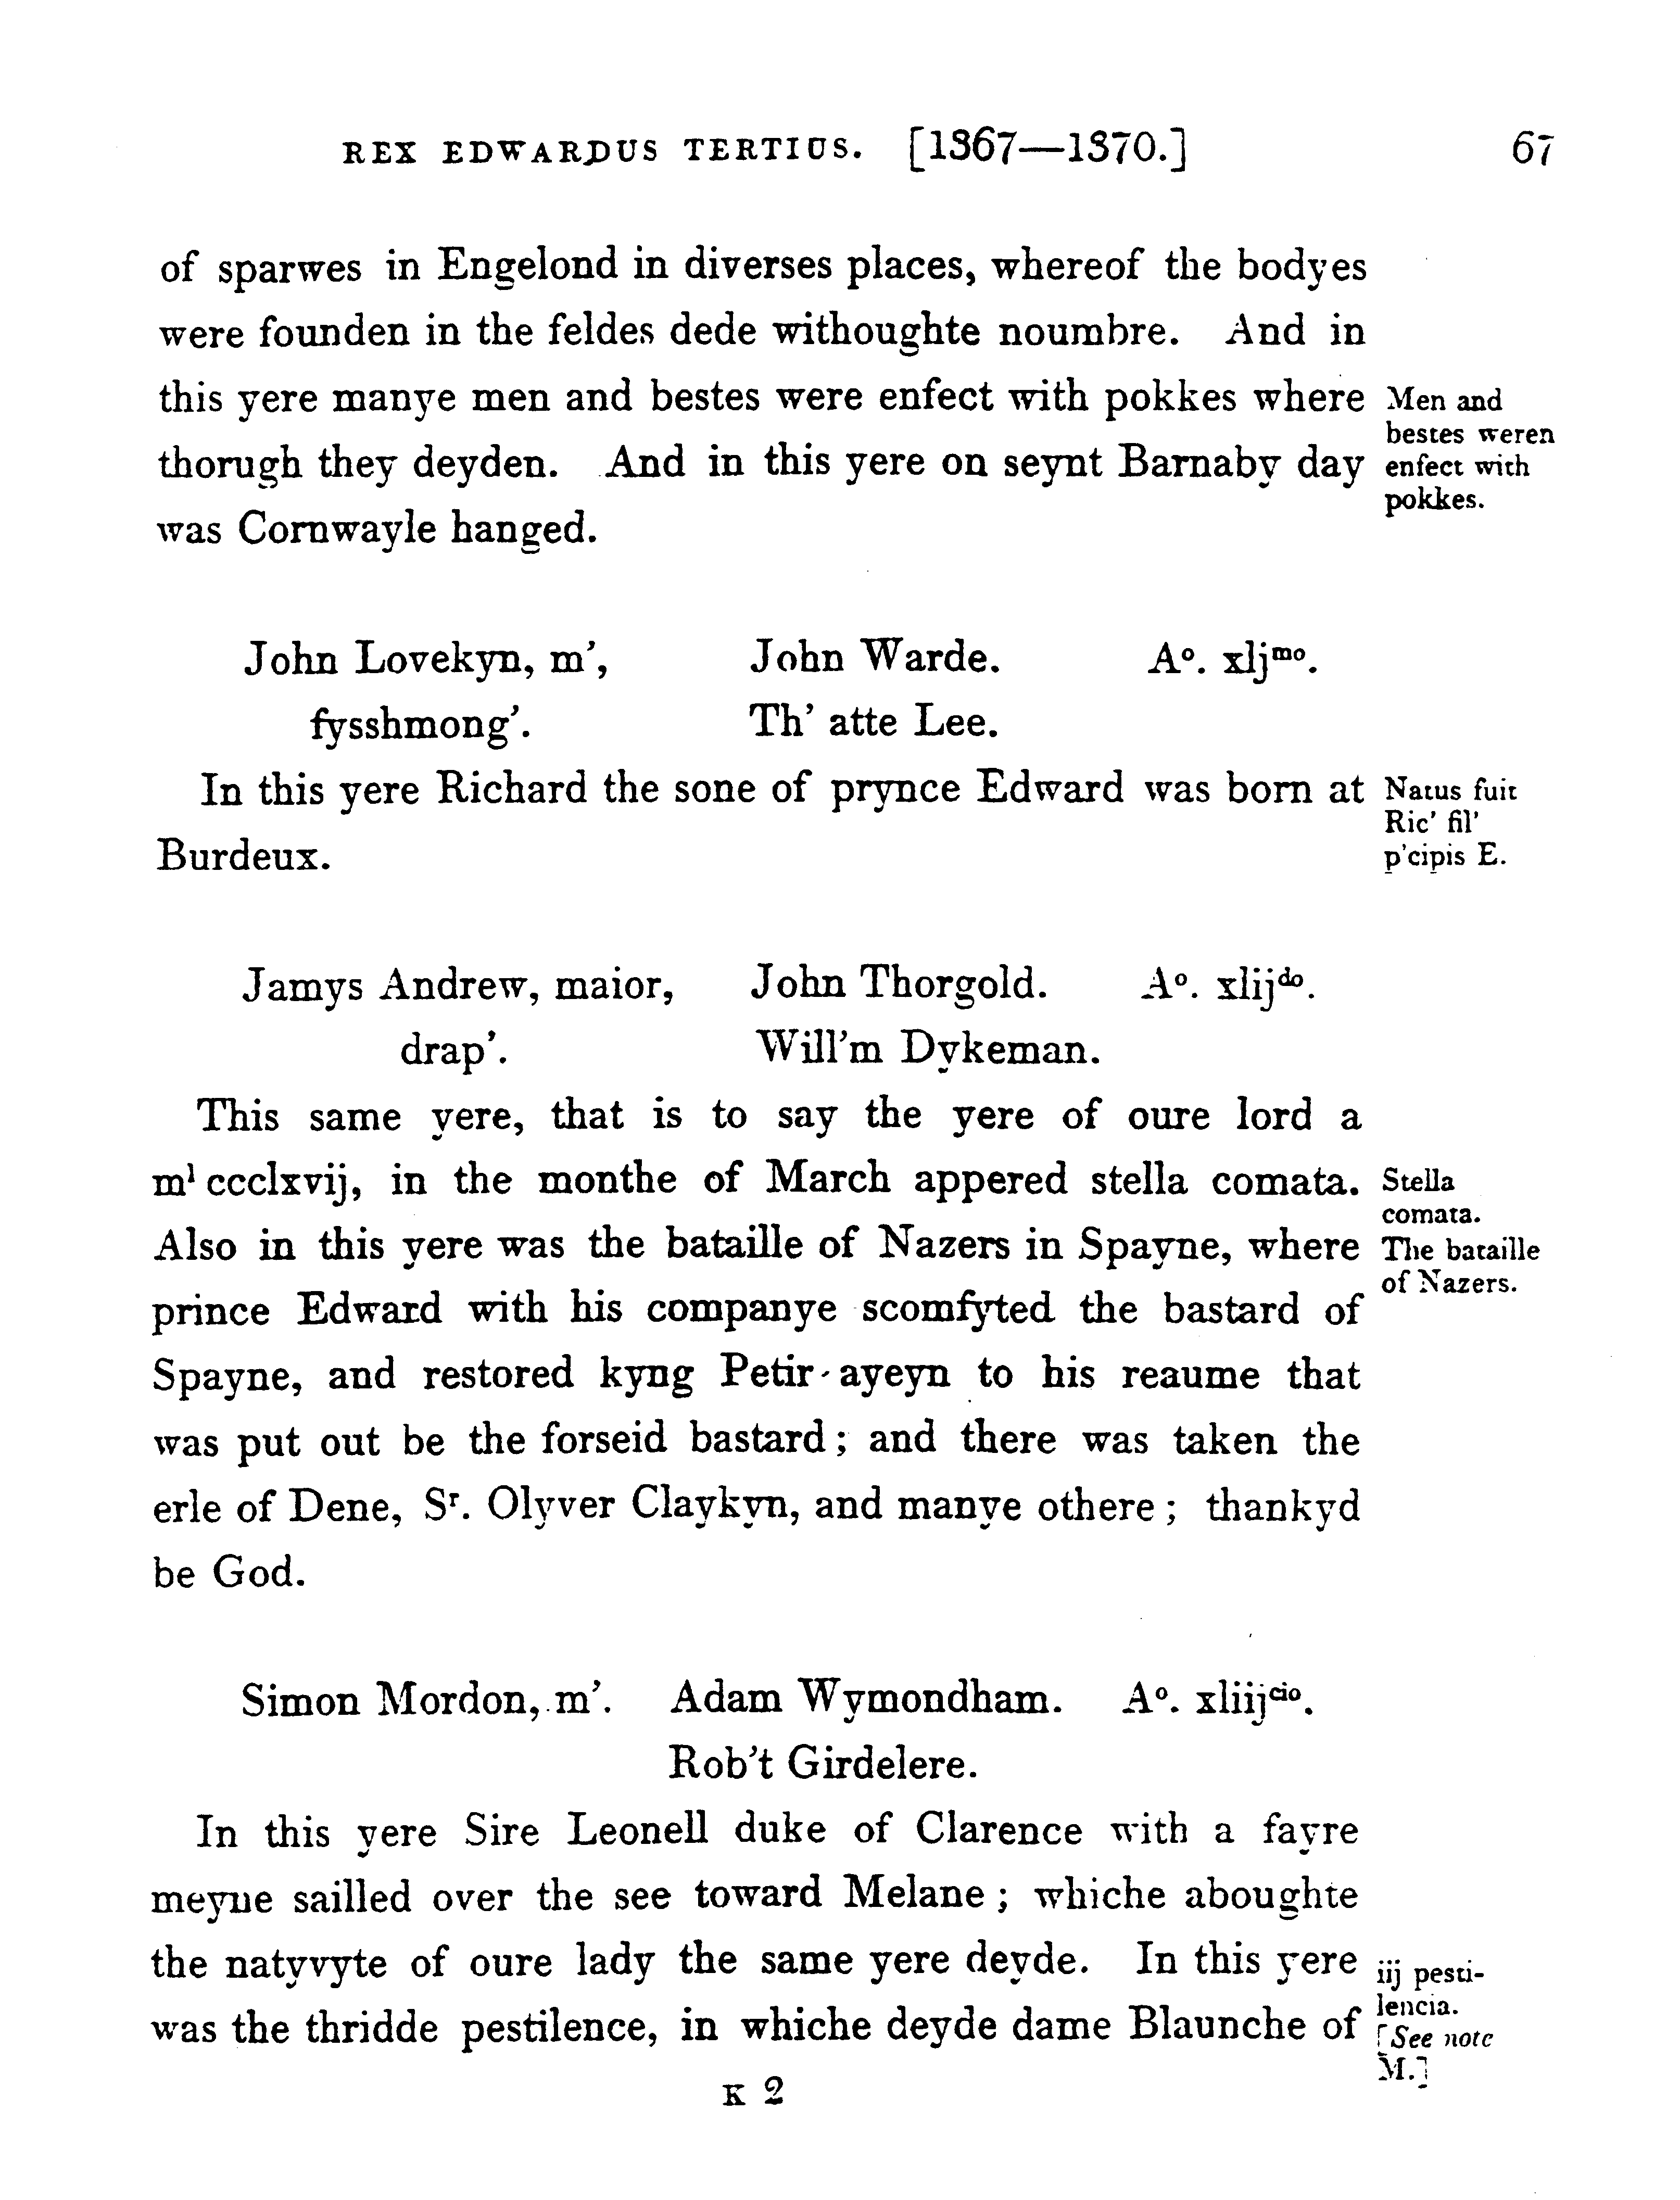 REX EDWARDUS TERTIUS. [1367—1370.] 67
of sparwes in Engelond in diverses places, whereof the bodyes
were founden in the feldes dede withoughte noumbre. And in
this yere manye men and bestes were enfect with pokkes where
thorugh they deyden. And in this yere on seynt Barnaby day
was Cornwayle hanged.
Men and
bestes weren
enfect with
pokkes.
John Lovekyn, m', John Warde. Aº. xljᵐᵒ.
fysshmong'. Th' atte Lee.
In this yere Richard the sone of prynce Edward was born at
Burdeux.
Natus fuit
Ric' fil'
p'cipis E.
Jamys Andrew, maior, John Thorgold. Aº. xlijᵈᵒ.
drap'. Will'm Dykeman.
This same yere, that is to say the yere of oure lord a
mˡ ccclxvij, in the monthe of March appered stella comata.
Also in this yere was the bataille of Nazers in Spayne, where
prince Edward with his companye scomfyted the bastard of
Spayne, and restored kyng Petir ayeyn to his reaume that
was put out be the forseid bastard; and there was taken the
erle of Dene, Sʳ. Olyver Claykyn, and manye othere; thankyd
be God.
Stella
comata.
The bataille
of Nazers.
Simon Mordon, m'. Adam Wymondham. Aº. xliijᶜⁱᵒ.
Rob't Girdelere.
In this yere Sire Leonell duke of Clarence with a fayre
meyne sailled over the see toward Melane; whiche aboughte
the natyvyte of oure lady the same yere deyde. In this yere
was the thridde pestilence, in whiche deyde dame Blaunche of
iij pesti-
lencia.
[See note
M.]
K 2